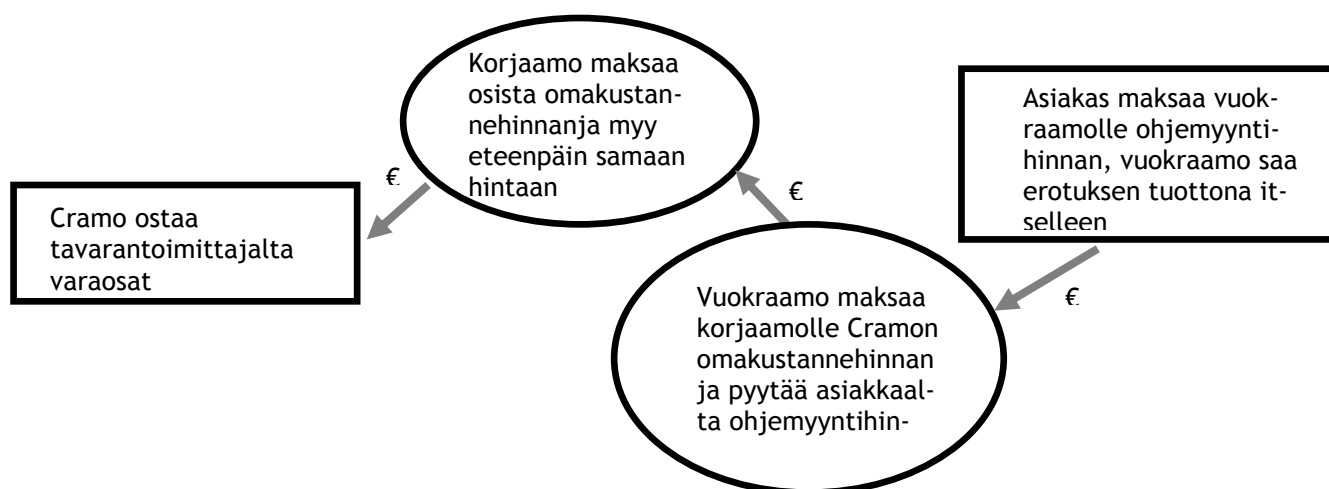 Korjaamo maksaa
osista omakustan-
nehinnanja myy
eteenpäin samaan
hintaan
Asiakas maksaa vuok-
raamolle ohjemyynti-
hinnan, vuokraamo saa
erotuksen tuottona it-
selleen
€
€
Cramo ostaa
tavarantoimittajalta
varaosat
Vuokraamo maksaa
korjaamolle Cramon
omakustannehinnan
ja pyytää asiakkaal-
ta ohjemyyntihin-
€